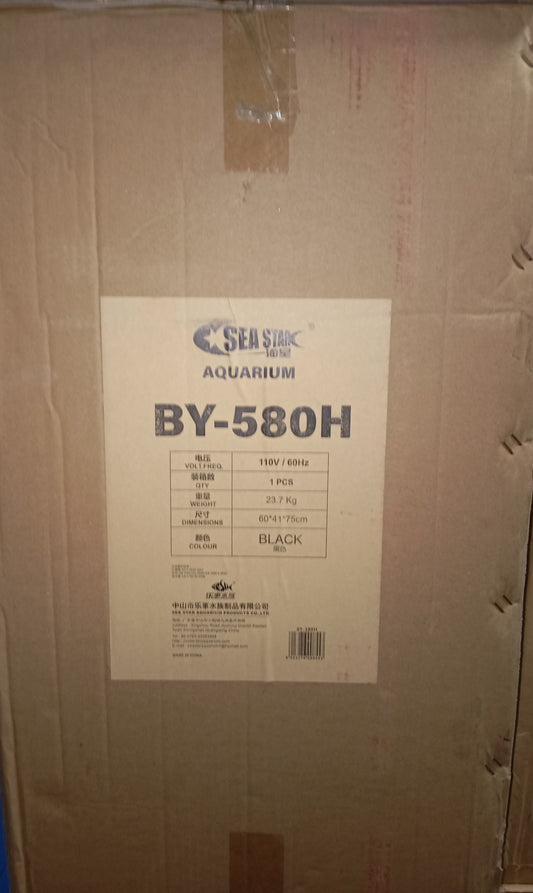 SEA STAR
海星
®
AQUARIUM
BY-580H
电压
VOLT.FREQ.
110V / 60Hz
装箱数
QTY
1 PCS
重量
WEIGHT
23.7 Kg
尺寸
DIMENSIONS
60*41*75cm
颜色
COLOUR
BLACK
黑色
中山市乐事水族制品有限公司
SEA STAR AQUARIUM PRODUCTS CO.,LTD.
BY-580H
MADE IN CHINA